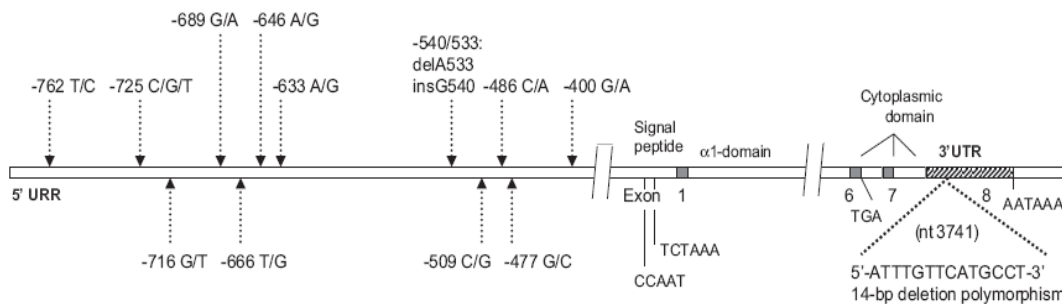 -689 G/A
-646 A/G
-540/533:
delA533
insG540
-762 T/C
-725 C/G/T
-633 A/G
-486 C/A
-400 G/A
Cytoplasmic
domain
Signal
peptide
α1-domain
3'UTR
5' URR
Exon
1
6
7
8
TGA
AATAAA
-716 G/T
-666 T/G
-509 C/G
-477 G/C
TCTAAA
CCAAT
(nt 3741)
5'-ATTTGTTCATGCCT-3'
14-bp deletion polymorphism